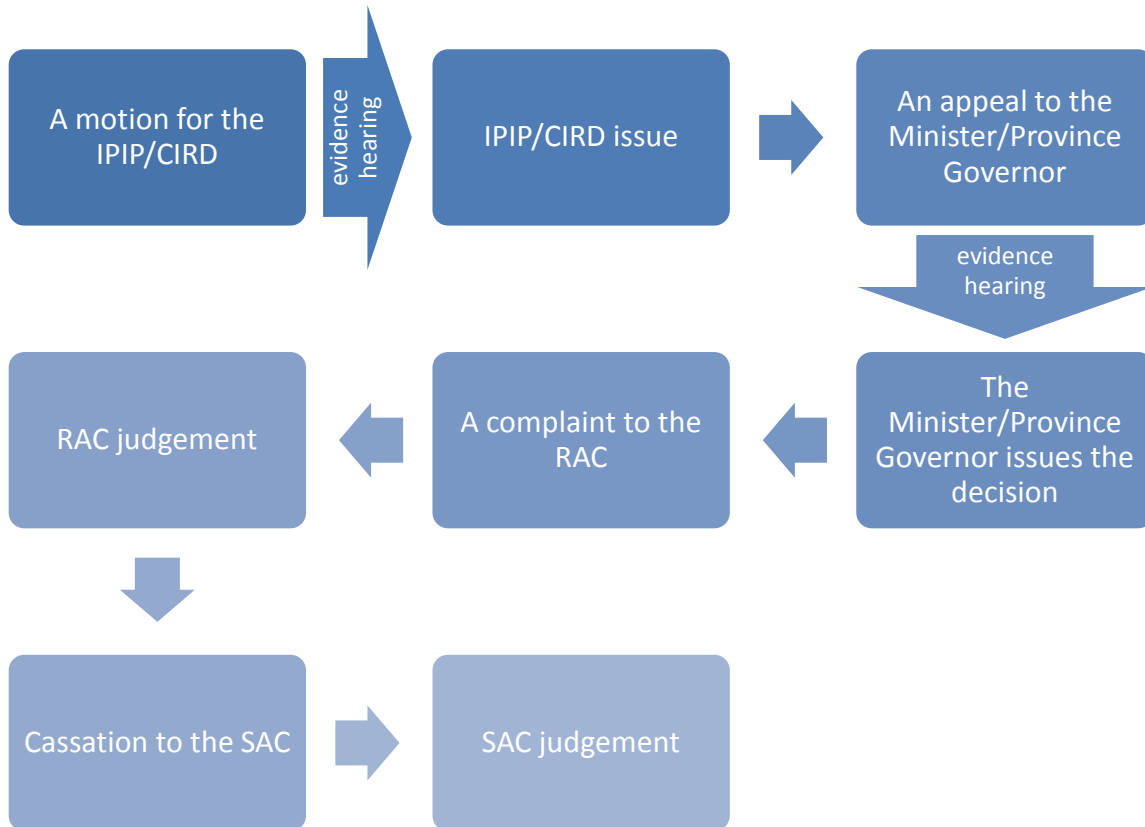 A motion for the
IPIP/CIRD
evidence
hearing
IPIP/CIRD issue
An appeal to the
Minister/Province
Governor
evidence
hearing
The
Minister/Province
Governor issues the
decision
A complaint to the
RAC
RAC judgement
Cassation to the SAC
SAC judgement